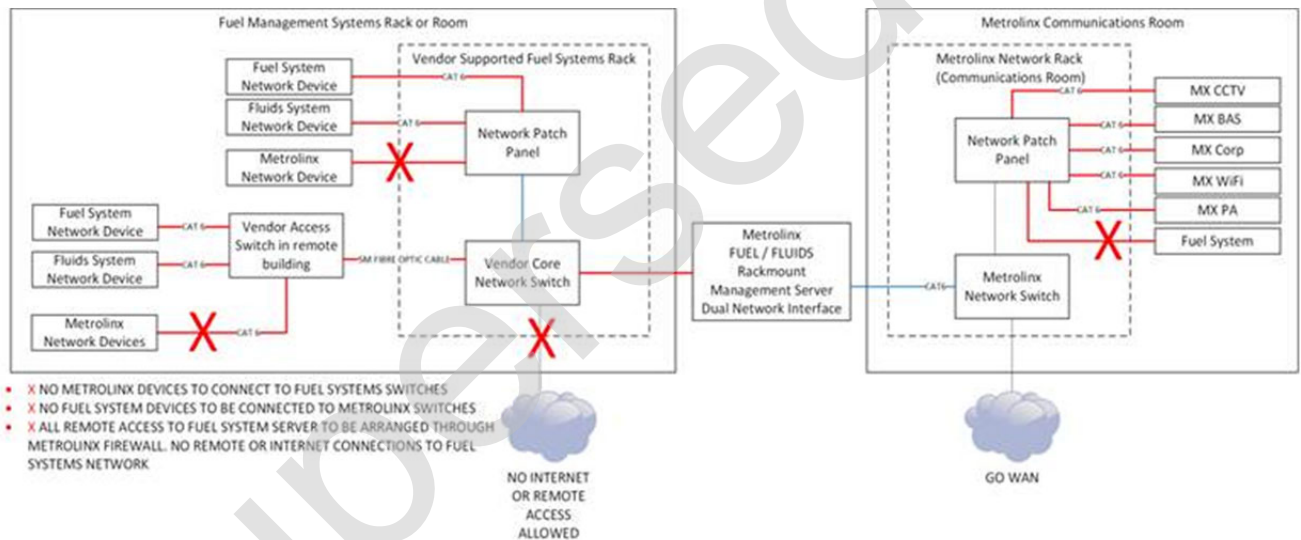 Fuel Management Systems Rack or Room
Vendor Supported Fuel Systems Rack
Fuel System
Network Device
CAT 6
Fluids System
Network Device
CAT 6
Network Patch
Panel
Metrolinx
Network Device
X
Fuel System
Network Device
CAT 6
Vendor Access
Switch in remote
building
Fluids System
Network Device
CAT 6
SM FIBRE OPTIC CABLE
Vendor Core
Network Switch
Metrolinx
Network Devices
X
CAT 6
X
Metrolinx
FUEL / FLUIDS
Rackmount
Management Server
Dual Network Interface
Metrolinx Communications Room
Metrolinx Network Rack
(Communications Room)
CAT 6
MX CCTV
Network Patch
Panel
CAT 6
MX BAS
CAT 6
MX Corp
CAT 6
MX WiFi
CAT 6
MX PA
X
Fuel System
CAT6
Metrolinx
Network Switch
X NO METROLINX DEVICES TO CONNECT TO FUEL SYSTEMS SWITCHES
X NO FUEL SYSTEM DEVICES TO BE CONNECTED TO METROLINX SWITCHES
X ALL REMOTE ACCESS TO FUEL SYSTEM SERVER TO BE ARRANGED THROUGH
METROLINX FIREWALL. NO REMOTE OR INTERNET CONNECTIONS TO FUEL
SYSTEMS NETWORK
NO INTERNET
OR REMOTE
ACCESS
ALLOWED
GO WAN